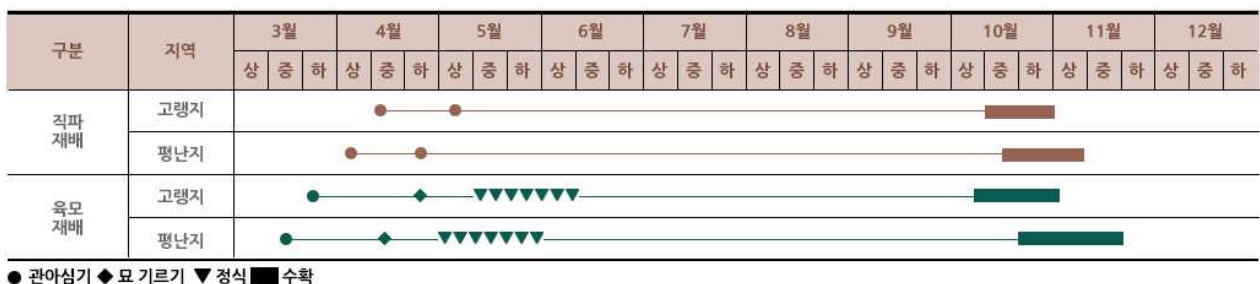 구분 지역 3월 4월 5월 6월 7월 8월 9월 10월 11월 12월
상 중 하 상 중 하 상 중 하 상 중 하 상 중 하 상 중 하 상 중 하 상 중 하 상 중 하 상 중 하
직파
재배
고랭지
평난지
육모
재배
고랭지
평난지
● 관아심기 ◆ 묘 기르기 ▼ 정식 ■ 수확